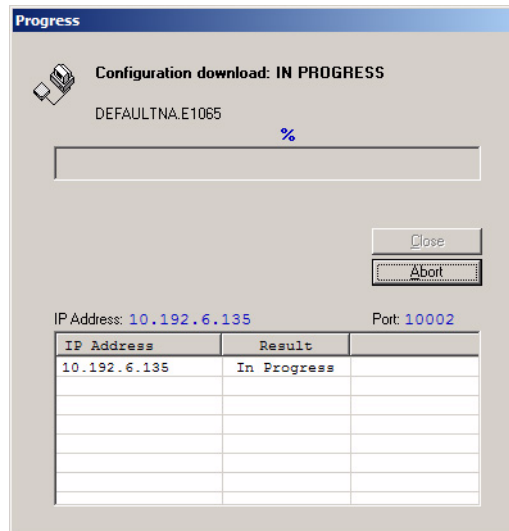 Progress
Configuration download: IN PROGRESS
DEFAULTNA.E1065
%
Close
Abort
IP Address: 10.192.6.135 Port: 10002
IP Address Result
10.192.6.135 In Progress